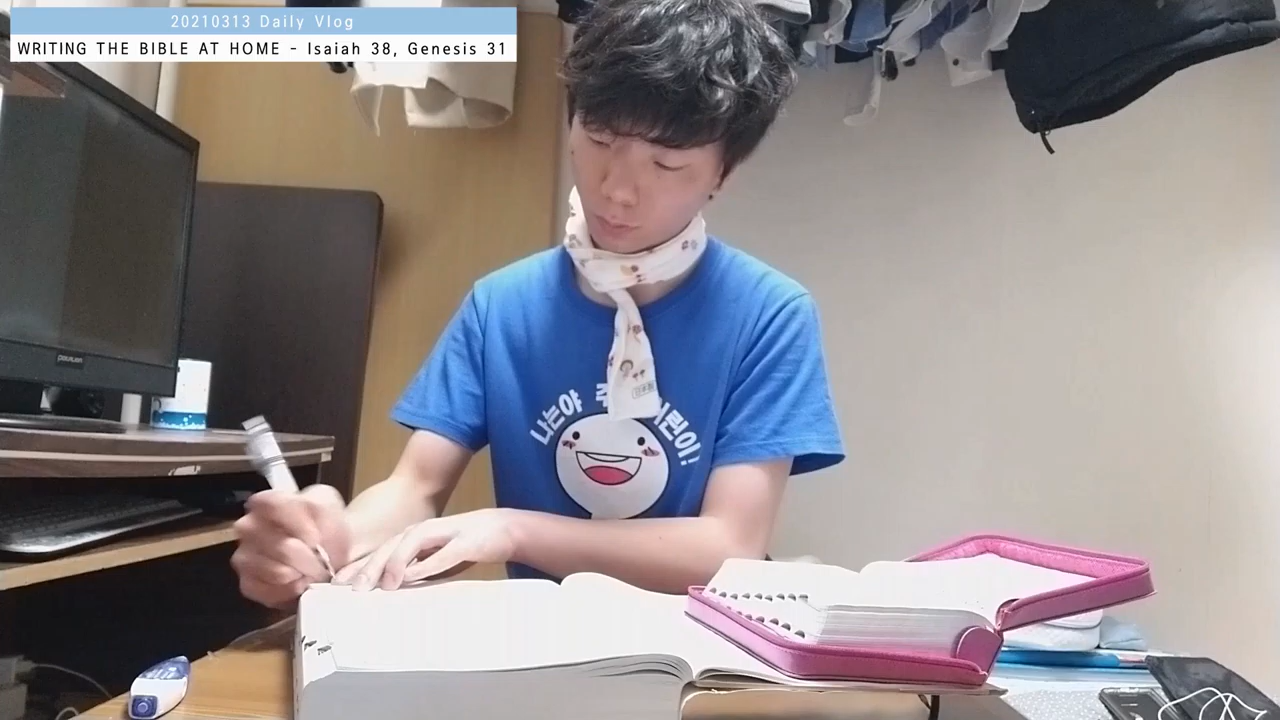 20210313 Daily Vlog
WRITING THE BIBLE AT HOME - Isaiah 38, Genesis 31
나는야